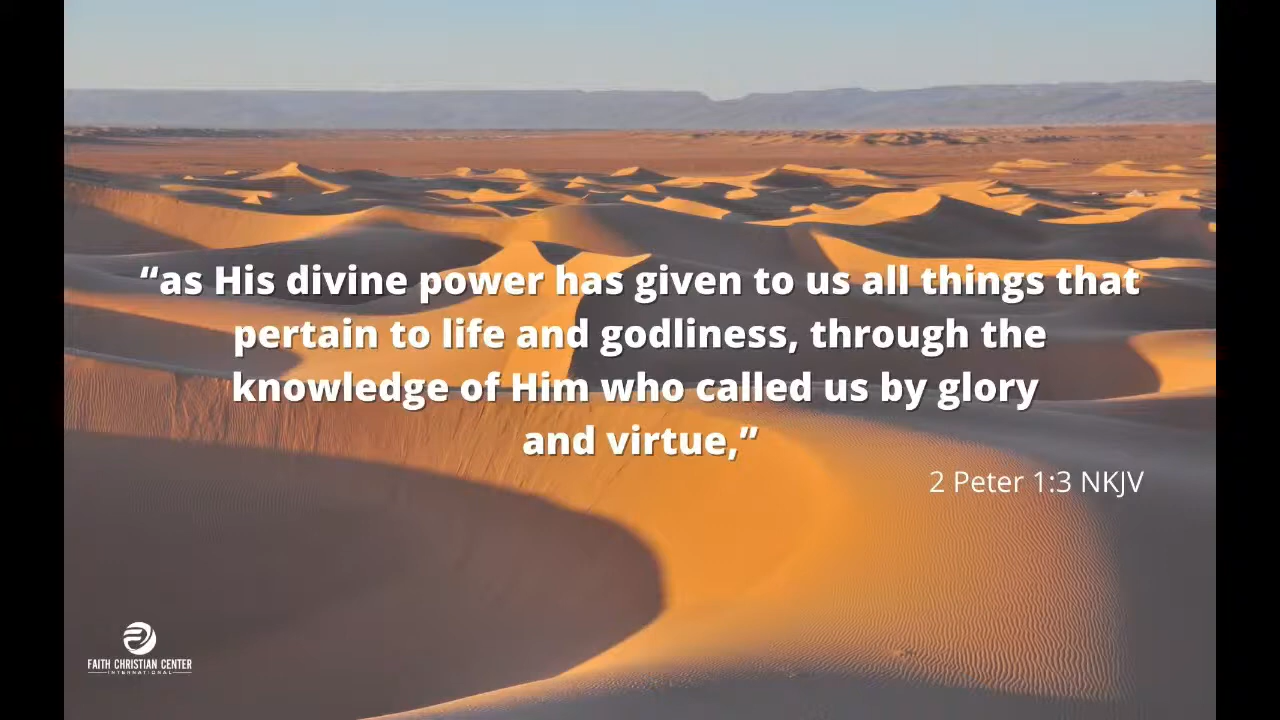 “as His divine power has given to us all things that
pertain to life and godliness, through the
knowledge of Him who called us by glory
and virtue,”
2 Peter 1:3 NKJV
FAITH CHRISTIAN CENTER
INTERNATIONAL